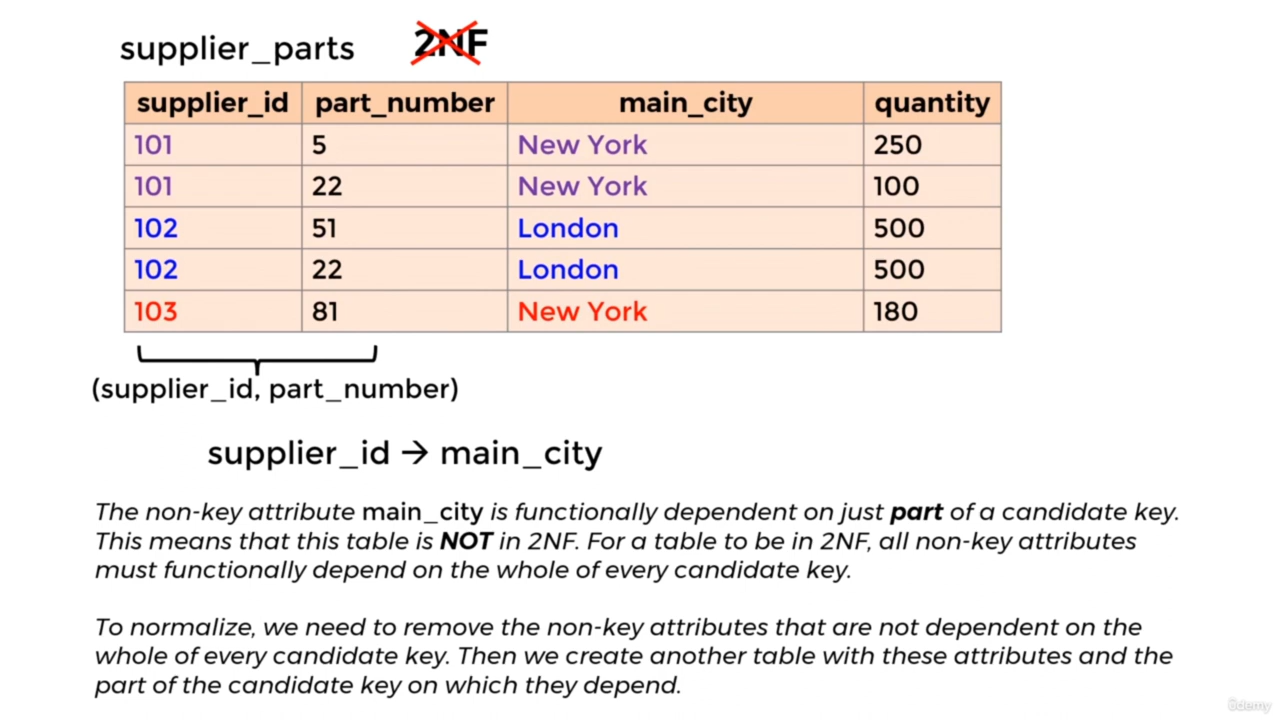 supplier_parts 2NF
supplier_id part_number main_city quantity
101 5 New York 250
101 22 New York 100
102 51 London 500
102 22 London 500
103 81 New York 180
(supplier_id, part_number)
supplier_id → main_city
The non-key attribute main_city is functionally dependent on just part of a candidate key.
This means that this table is NOT in 2NF. For a table to be in 2NF, all non-key attributes
must functionally depend on the whole of every candidate key.
To normalize, we need to remove the non-key attributes that are not dependent on the
whole of every candidate key. Then we create another table with these attributes and the
part of the candidate key on which they depend.
ûdemy